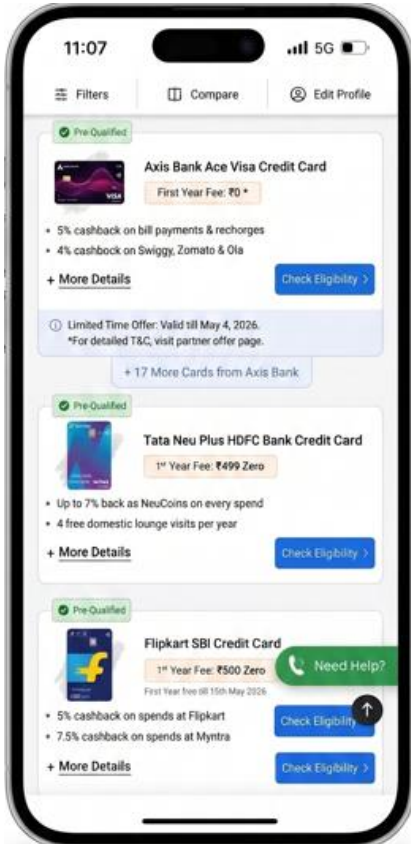 11:07
5G
Filters
Compare
Edit Profile
Pre-Qualified
Axis Bank Ace Visa Credit Card
First Year Fee: ₹0 *
VISA
• 5% cashback on bill payments & rechorges
• 4% cashbock on Swiggy, Zomato & Ola
+ More Details
Check Eligibility >
Limited Time Offer: Valid till May 4, 2026.
*For detailed T&C, visit partner offer page.
+ 17 More Cards from Axis Bank
Pre-Qualified
Tata Neu Plus HDFC Bank Credit Card
1st Year Fee: ₹499 Zero
• Up to 7% back as NeuCoins on every spend
• 4 free domestic lounge visits per year
+ More Details
Check Eligibility >
Pre-Qualified
Flipkart SBI Credit Card
1st Year Fee: ₹500 Zero
First Year free till 15th May 2026
Need Help?
• 5% cashback on spends at Flipkart
Check Eligibility
• 7.5% cashback on spends at Myntra
+ More Details
Check Eligibility >